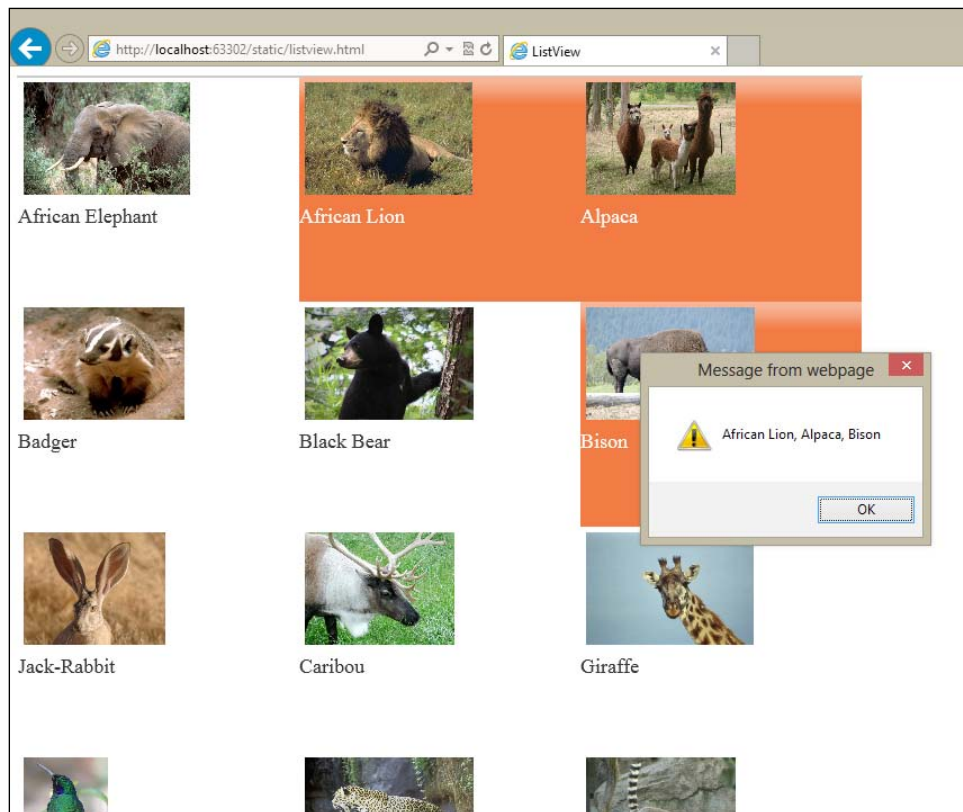 http://localhost:63302/static/listview.html
ListView
African Elephant
African Lion
Alpaca
Badger
Black Bear
Bison
Message from webpage
African Lion, Alpaca, Bison
OK
Jack-Rabbit
Caribou
Giraffe